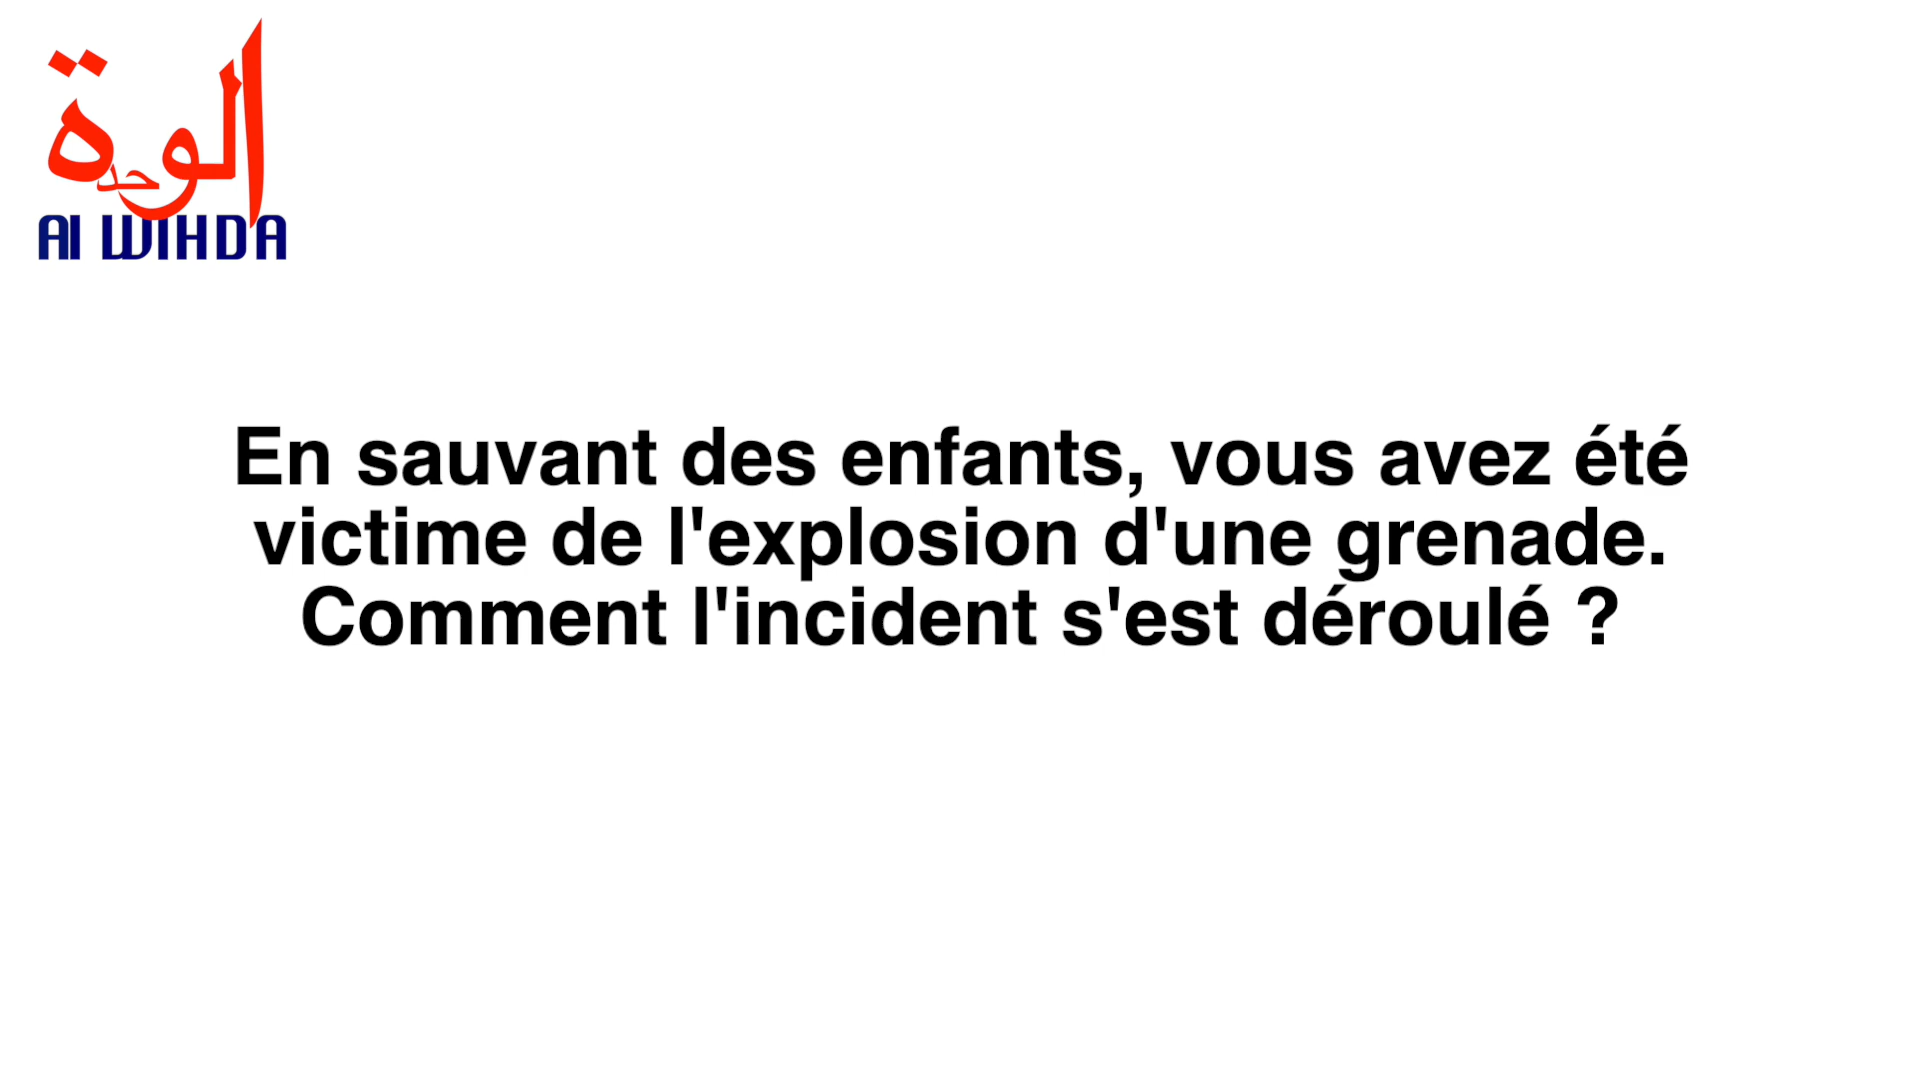 الوحدة
Al WIHDA
En sauvant des enfants, vous avez été
victime de l'explosion d'une grenade.
Comment l'incident s'est déroulé ?